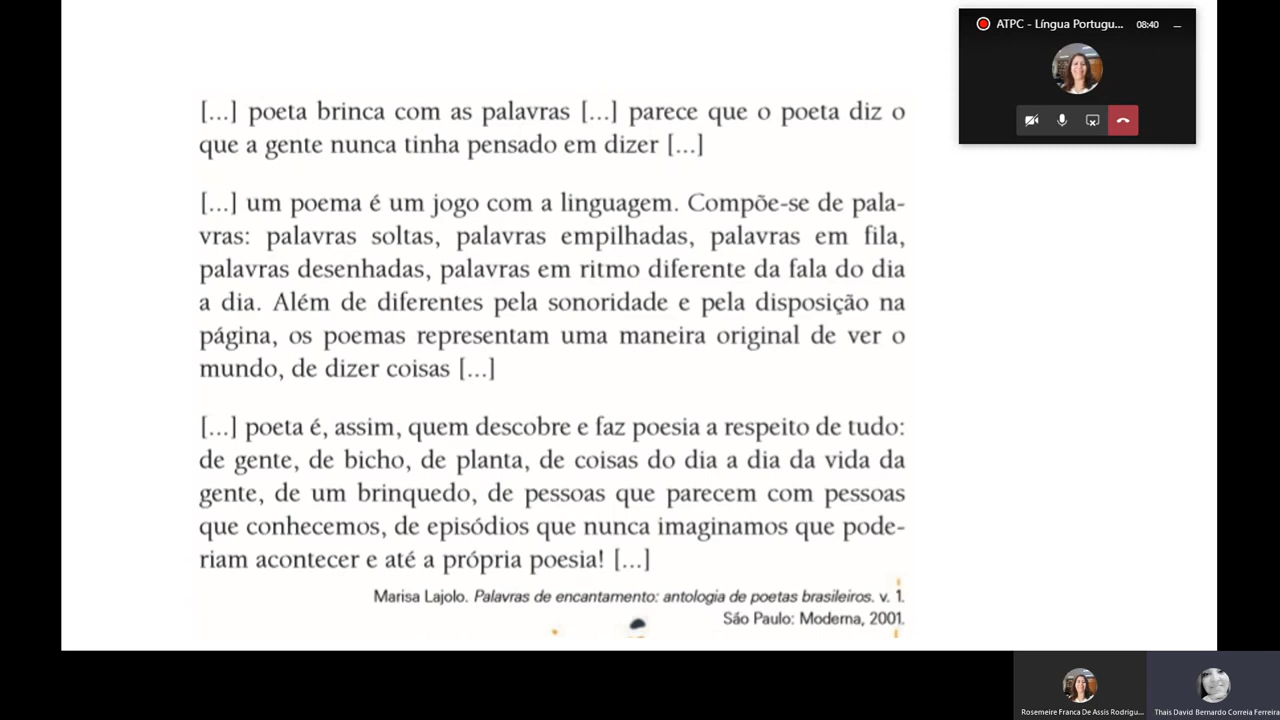 ATPC - Língua Portugu...
08:40
[...] poeta brinca com as palavras [...] parece que o poeta diz o
que a gente nunca tinha pensado em dizer [...]
[...] um poema é um jogo com a linguagem. Compõe-se de pala-
vras: palavras soltas, palavras empilhadas, palavras em fila,
palavras desenhadas, palavras em ritmo diferente da fala do dia
a dia. Além de diferentes pela sonoridade e pela disposição na
página, os poemas representam uma maneira original de ver o
mundo, de dizer coisas [...]
[...] poeta é, assim, quem descobre e faz poesia a respeito de tudo:
de gente, de bicho, de planta, de coisas do dia a dia da vida da
gente, de um brinquedo, de pessoas que parecem com pessoas
que conhecemos, de episódios que nunca imaginamos que pode-
riam acontecer e até a própria poesia! [...]
Marisa Lajolo. Palavras de encantamento: antologia de poetas brasileiros. v. 1.
São Paulo: Moderna, 2001.
Rosemeire Franca De Assis Rodrigu...
Thais David Bernardo Correia Ferreira